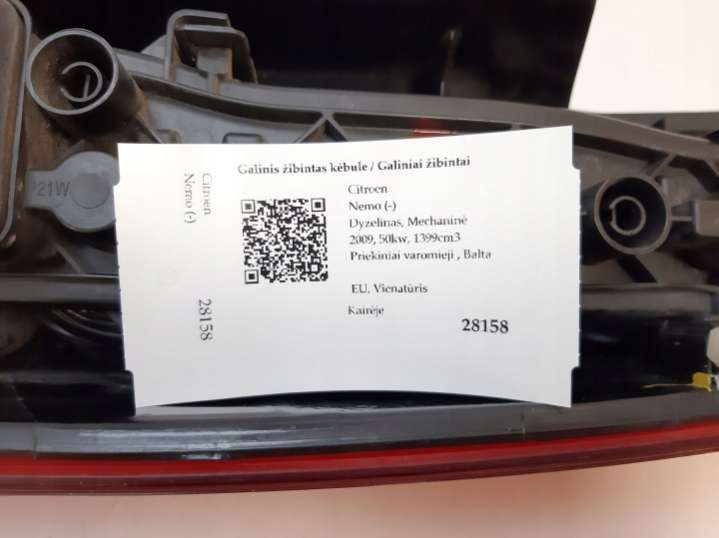 Galinis žibintas kėbule / Galiniai žibintai
Citroen
Nemo (-)
Citroen
Nemo (-)
Dyzelinas, Mechaninė
2009, 50kw, 1399cm3
Priekiniai varomieji , Balta
EU, Vienatūris
Kairėje
28158
28158
21W